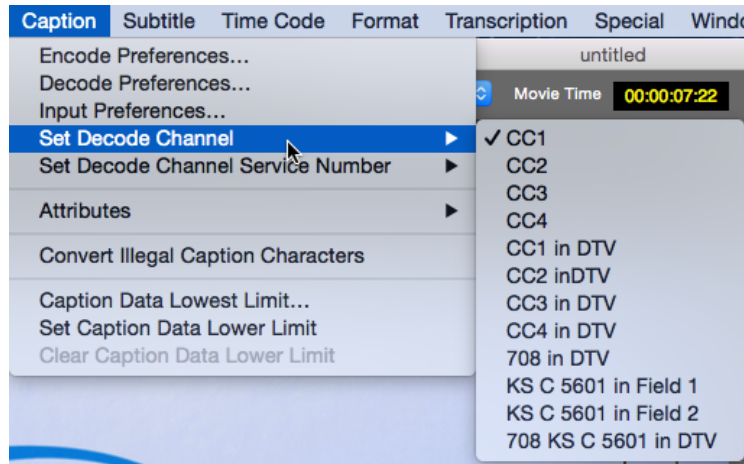 Caption Subtitle Time Code Format Transcription Special
untitled
Movie Time 00:00:07:22
Encode Preferences...
Decode Preferences...
Input Preferences...
Set Decode Channel
Set Decode Channel Service Number
Attributes
Convert Illegal Caption Characters
Caption Data Lowest Limit...
Set Caption Data Lower Limit
Clear Caption Data Lower Limit
CC1
CC2
CC3
CC4
CC1 in DTV
CC2 inDTV
CC3 in DTV
CC4 in DTV
708 in DTV
KS C 5601 in Field 1
KS C 5601 in Field 2
708 KS C 5601 in DTV